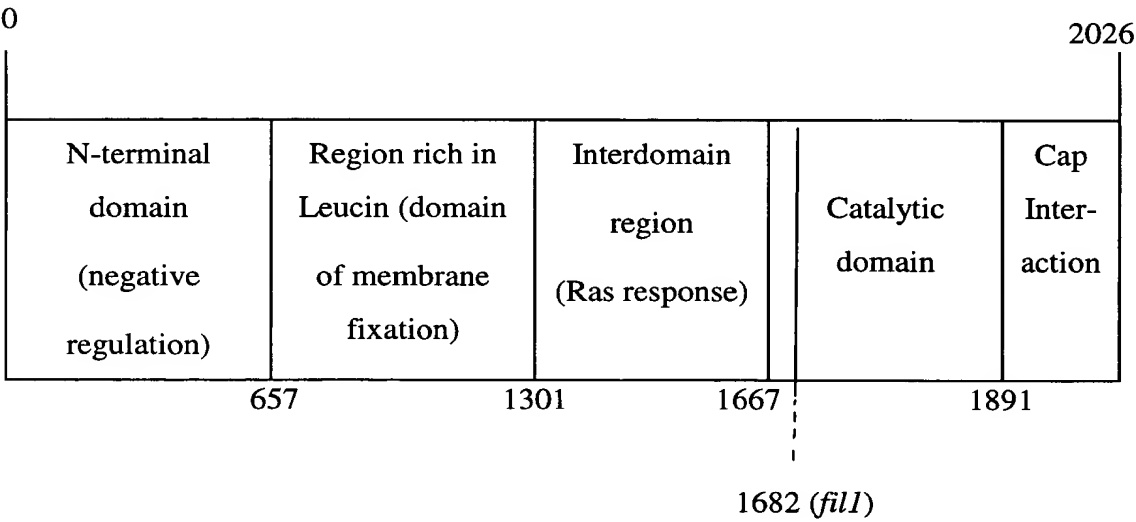 0
2026
N-terminal
domain
(negative
regulation)
Region rich in
Leucin (domain
of membrane
fixation)
Interdomain
region
(Ras response)
Catalytic
domain
Cap
Inter-
action
657
1301
1667
1891
1682 (fil1)